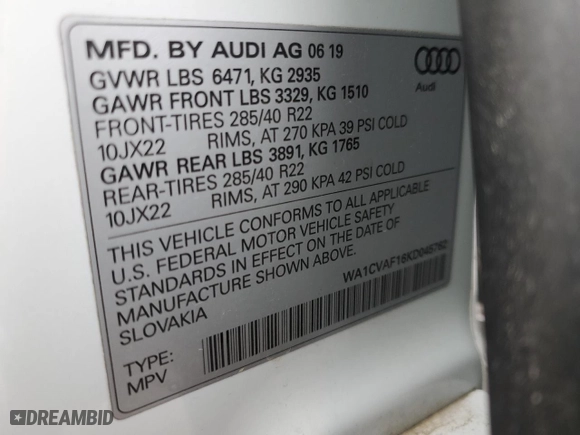 MFD. BY AUDI AG 06 19
GVWR LBS 6471, KG 2935
GAWR FRONT LBS 3329, KG 1510
FRONT-TIRES 285/40 R22
10JX22 RIMS, AT 270 KPA 39 PSI COLD
GAWR REAR LBS 3891, KG 1765
REAR-TIRES 285/40 R22
10JX22 RIMS, AT 290 KPA 42 PSI COLD
THIS VEHICLE CONFORMS TO ALL APPLICABLE
U.S. FEDERAL MOTOR VEHICLE SAFETY
STANDARDS IN EFFECT ON THE DATE OF
MANUFACTURE SHOWN ABOVE.
SLOVAKIA
WA1CVAF16KD045762
TYPE:
MPV
Audi
DREAMBID